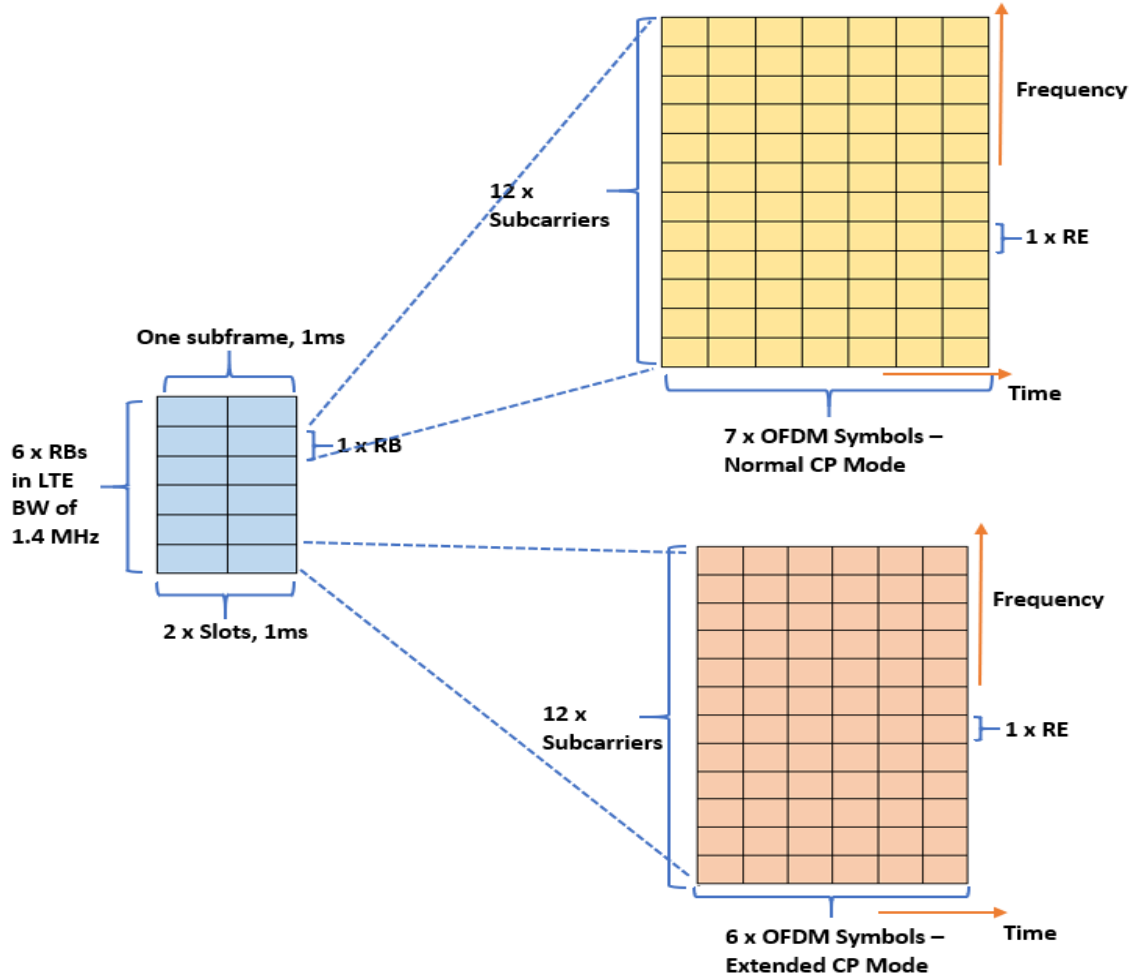 Frequency
12 x
Subcarriers
1 x RE
Time
7 x OFDM Symbols –
Normal CP Mode
One subframe, 1ms
1 x RB
6 x RBs
in LTE
BW of
1.4 MHz
2 x Slots, 1ms
Frequency
12 x
Subcarriers
1 x RE
Time
6 x OFDM Symbols –
Extended CP Mode